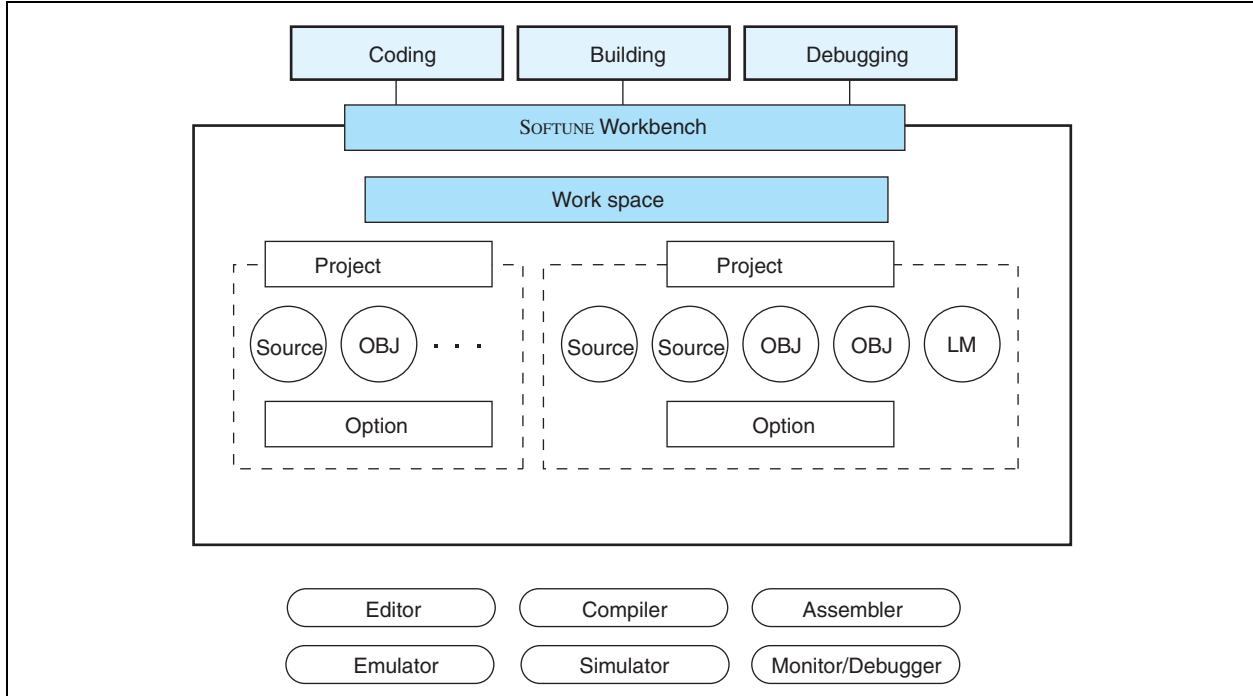 Coding Building Debugging
SOFTUNE Workbench
Work space
Project Project
Source OBJ . . . Source Source OBJ OBJ LM
Option Option
Editor Compiler Assembler
Emulator Simulator Monitor/Debugger